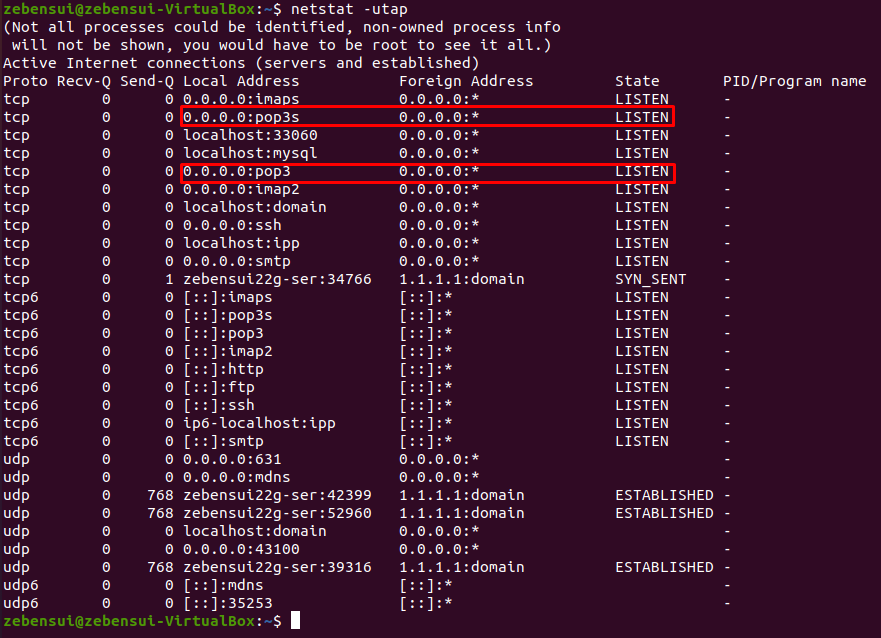 zebensui@zebensui-VirtualBox:~$ netstat -utap
(Not all processes could be identified, non-owned process info
 will not be shown, you would have to be root to see it all.)
Active Internet connections (servers and established)
Proto Recv-Q Send-Q Local Address           Foreign Address         State       PID/Program name
tcp        0      0 0.0.0.0:imaps           0.0.0.0:*               LISTEN      -
tcp        0      0 0.0.0.0:pop3s           0.0.0.0:*               LISTEN      -
tcp        0      0 localhost:33060         0.0.0.0:*               LISTEN      -
tcp        0      0 localhost:mysql         0.0.0.0:*               LISTEN      -
tcp        0      0 0.0.0.0:pop3            0.0.0.0:*               LISTEN      -
tcp        0      0 0.0.0.0:imap2           0.0.0.0:*               LISTEN      -
tcp        0      0 localhost:domain        0.0.0.0:*               LISTEN      -
tcp        0      0 0.0.0.0:ssh             0.0.0.0:*               LISTEN      -
tcp        0      0 localhost:ipp           0.0.0.0:*               LISTEN      -
tcp        0      0 0.0.0.0:smtp            0.0.0.0:*               LISTEN      -
tcp        0      1 zebensui22g-ser:34766   1.1.1.1:domain          SYN_SENT    -
tcp6       0      0 [::]:imaps              [::]:*                  LISTEN      -
tcp6       0      0 [::]:pop3s              [::]:*                  LISTEN      -
tcp6       0      0 [::]:pop3               [::]:*                  LISTEN      -
tcp6       0      0 [::]:imap2              [::]:*                  LISTEN      -
tcp6       0      0 [::]:http               [::]:*                  LISTEN      -
tcp6       0      0 [::]:ftp                [::]:*                  LISTEN      -
tcp6       0      0 [::]:ssh                [::]:*                  LISTEN      -
tcp6       0      0 ip6-localhost:ipp       [::]:*                  LISTEN      -
tcp6       0      0 [::]:smtp               [::]:*                  LISTEN      -
udp        0      0 0.0.0.0:631             0.0.0.0:*                           -
udp        0      0 0.0.0.0:mdns            0.0.0.0:*                           -
udp        0    768 zebensui22g-ser:42399   1.1.1.1:domain          ESTABLISHED -
udp        0    768 zebensui22g-ser:52960   1.1.1.1:domain          ESTABLISHED -
udp        0      0 localhost:domain        0.0.0.0:*                           -
udp        0      0 0.0.0.0:43100           0.0.0.0:*                           -
udp        0    768 zebensui22g-ser:39316   1.1.1.1:domain          ESTABLISHED -
udp6       0      0 [::]:mdns               [::]:*                              -
udp6       0      0 [::]:35253              [::]:*                              -
zebensui@zebensui-VirtualBox:~$